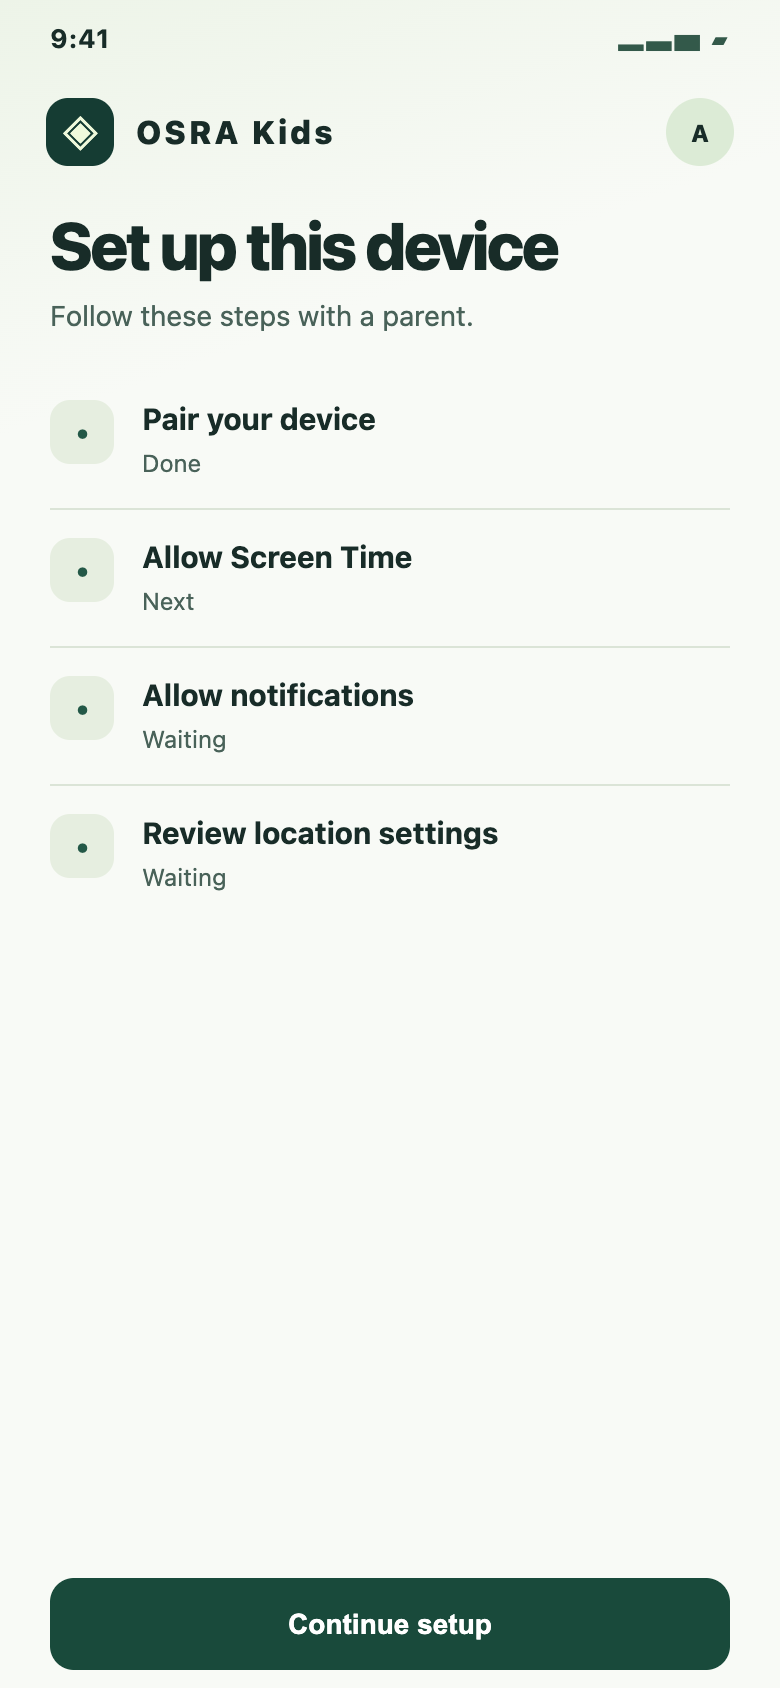 9:41
OSRA Kids
A
Set up this device
Follow these steps with a parent.
Pair your device
Done
Allow Screen Time
Next
Allow notifications
Waiting
Review location settings
Waiting
Continue setup